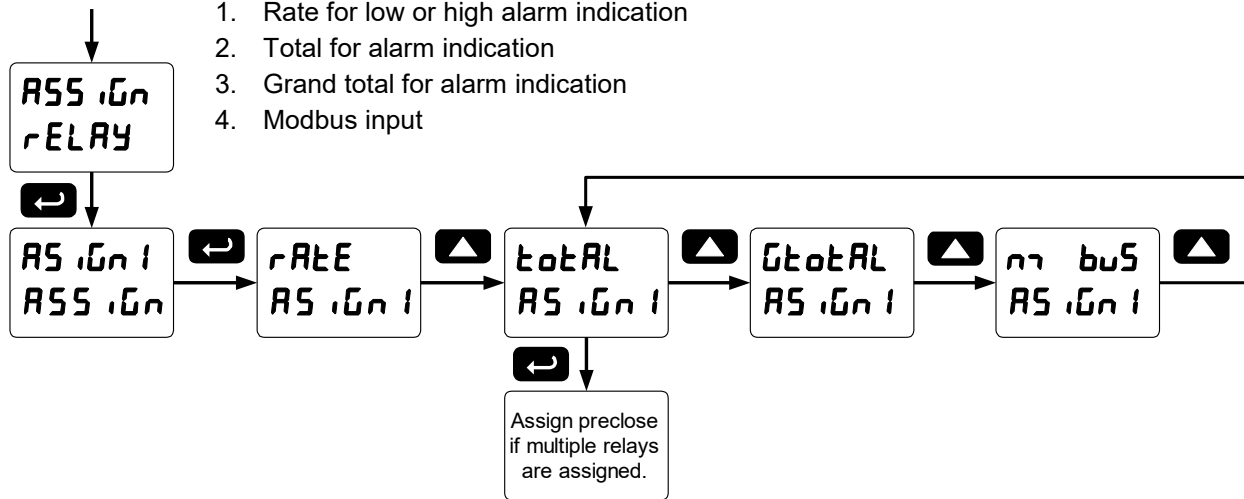 1. Rate for low or high alarm indication
2. Total for alarm indication
3. Grand total for alarm indication
4. Modbus input
ASSiGn
rELAY
ASiGn1
ASSiGn
rAtE
ASiGn1
totAL
ASiGn1
GtotAL
ASiGn1
m buS
ASiGn1
Assign preclose
if multiple relays
are assigned.